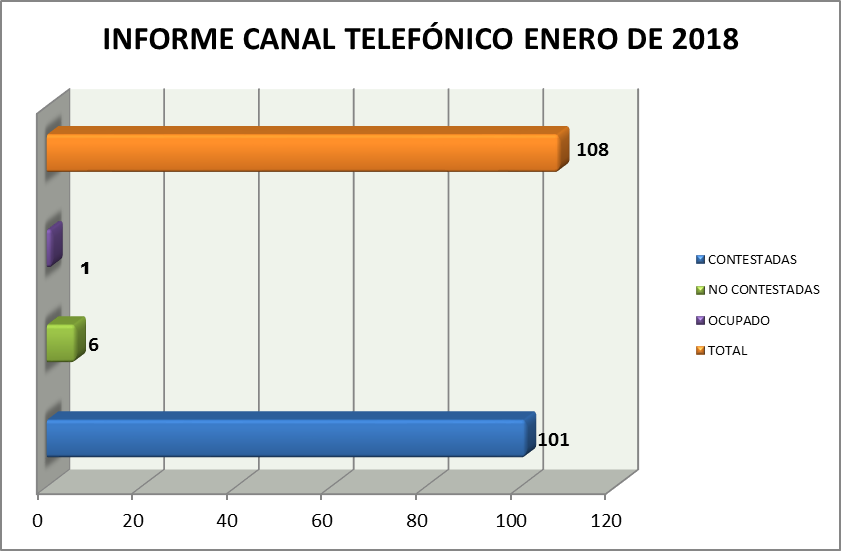 INFORME CANAL TELEFÓNICO ENERO DE 2018
108
1
6
101
0 20 40 60 80 100 120
CONTESTADAS
NO CONTESTADAS
OCUPADO
TOTAL